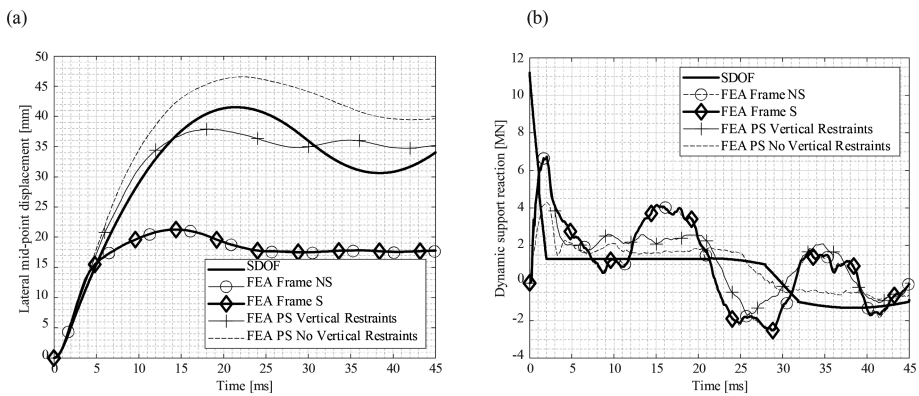 (a)
50
45
40
35
30
25
20
15
10
5
0
Lateral mid-point displacement [mm]
SDOF
FEA Frame NS
FEA Frame S
FEA PS Vertical Restraints
FEA PS No Vertical Restraints
0 5 10 15 20 25 30 35 40 45
Time [ms]
(b)
12
10
8
6
4
2
0
-2
-4
Dynamic support reaction [MN]
SDOF
FEA Frame NS
FEA Frame S
FEA PS Vertical Restraints
FEA PS No Vertical Restraints
0 5 10 15 20 25 30 35 40 45
Time [ms]